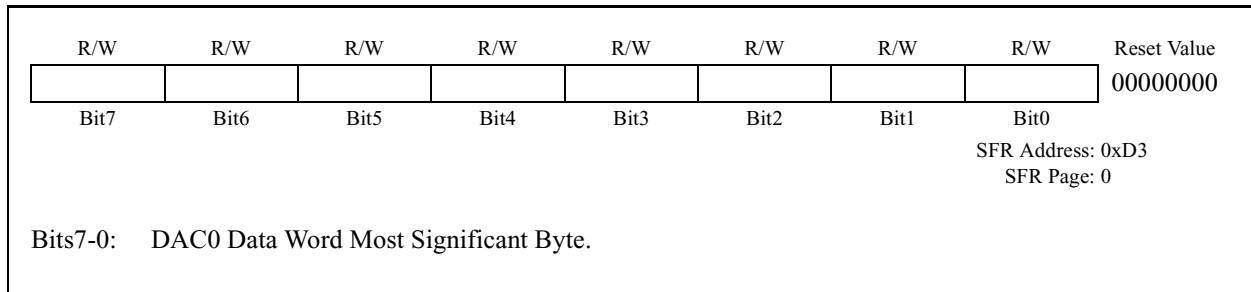 R/W R/W R/W R/W R/W R/W R/W R/W Reset Value
00000000
Bit7 Bit6 Bit5 Bit4 Bit3 Bit2 Bit1 Bit0
SFR Address: 0xD3
SFR Page: 0
Bits7-0: DAC0 Data Word Most Significant Byte.